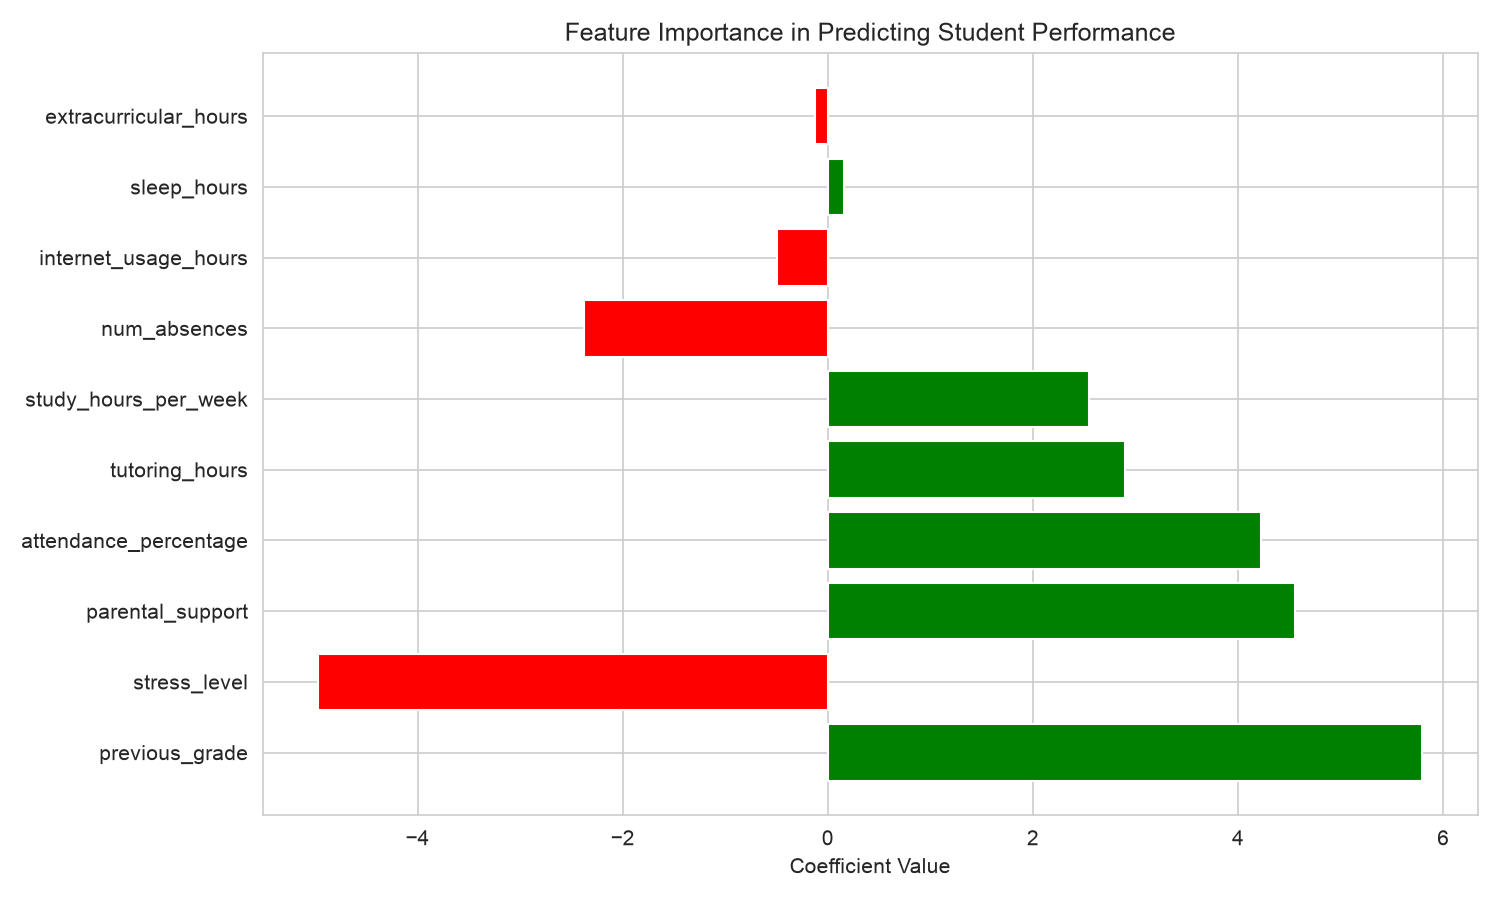 Feature Importance in Predicting Student Performance
extracurricular_hours
sleep_hours
internet_usage_hours
num_absences
study_hours_per_week
tutoring_hours
attendance_percentage
parental_support
stress_level
previous_grade
−4 −2 0 2 4 6
Coefficient Value